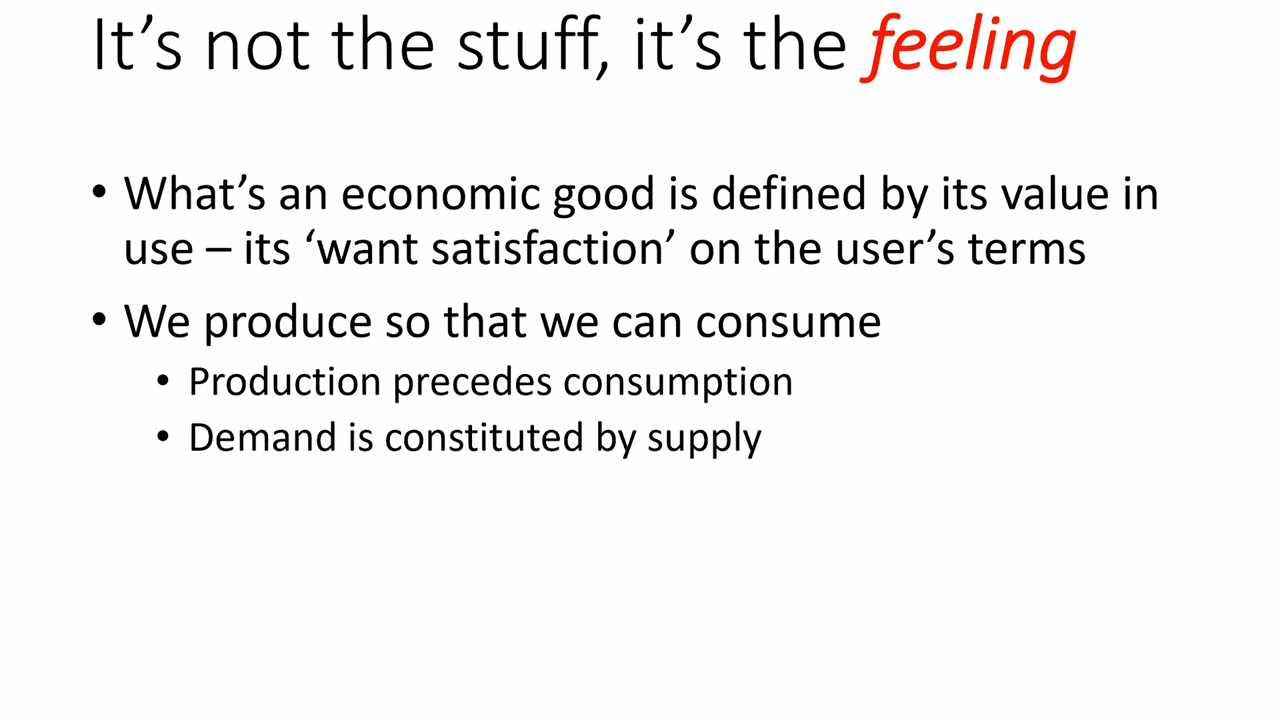 It’s not the stuff, it’s the feeling
• What’s an economic good is defined by its value in
use – its ‘want satisfaction’ on the user’s terms
• We produce so that we can consume
• Production precedes consumption
• Demand is constituted by supply